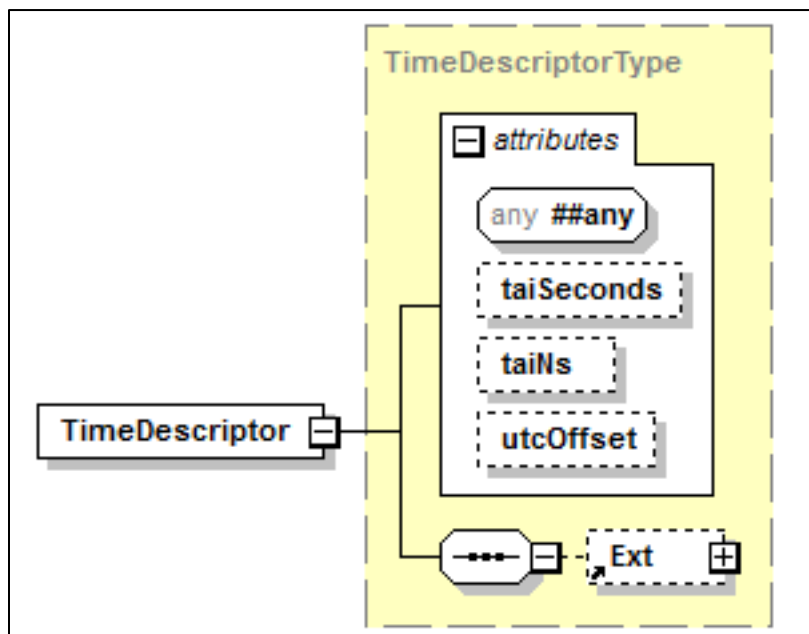 TimeDescriptorType
attributes
any ##any
taiSeconds
taiNs
utcOffset
TimeDescriptor
Ext